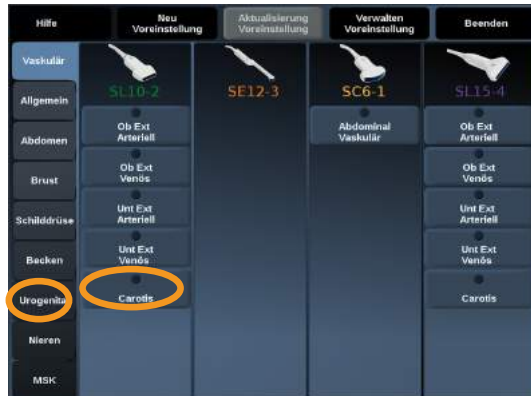 Hilfe
Neu
Voreinstellung
Aktualisierung
Voreinstellung
Verwalten
Voreinstellung
Beenden
Vaskulär
Allgemein
Abdomen
Brust
Schilddrüse
Becken
Urogenital
Nieren
MSK
SL10-2
Ob Ext
Arteriell
Ob Ext
Venös
Unt Ext
Arteriell
Unt Ext
Venös
Carotis
SE12-3
SC6-1
Abdominal
Vaskulär
SL15-4
Ob Ext
Arteriell
Ob Ext
Venös
Unt Ext
Arteriell
Unt Ext
Venös
Carotis